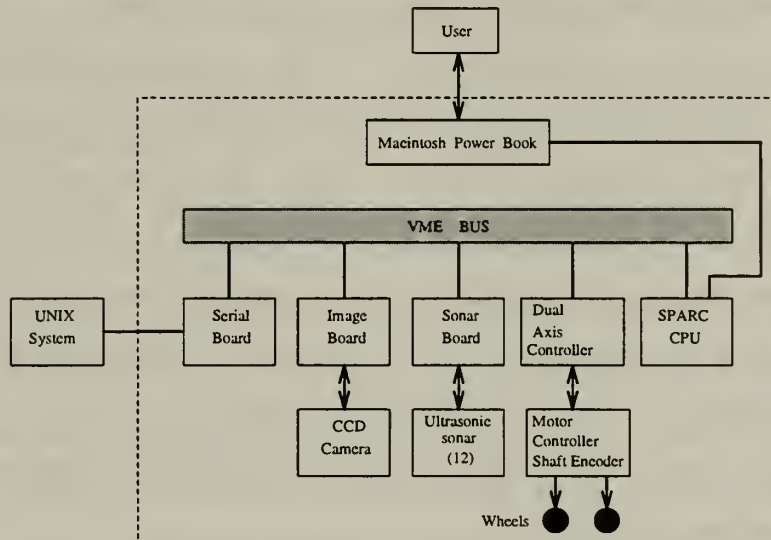 User
Macintosh Power Book
VME BUS
UNIX
System
Serial
Board
Image
Board
Sonar
Board
Dual
Axis
Controller
SPARC
CPU
CCD
Camera
Ultrasonic
sonar
(12)
Motor
Controller
Shaft Encoder
Wheels